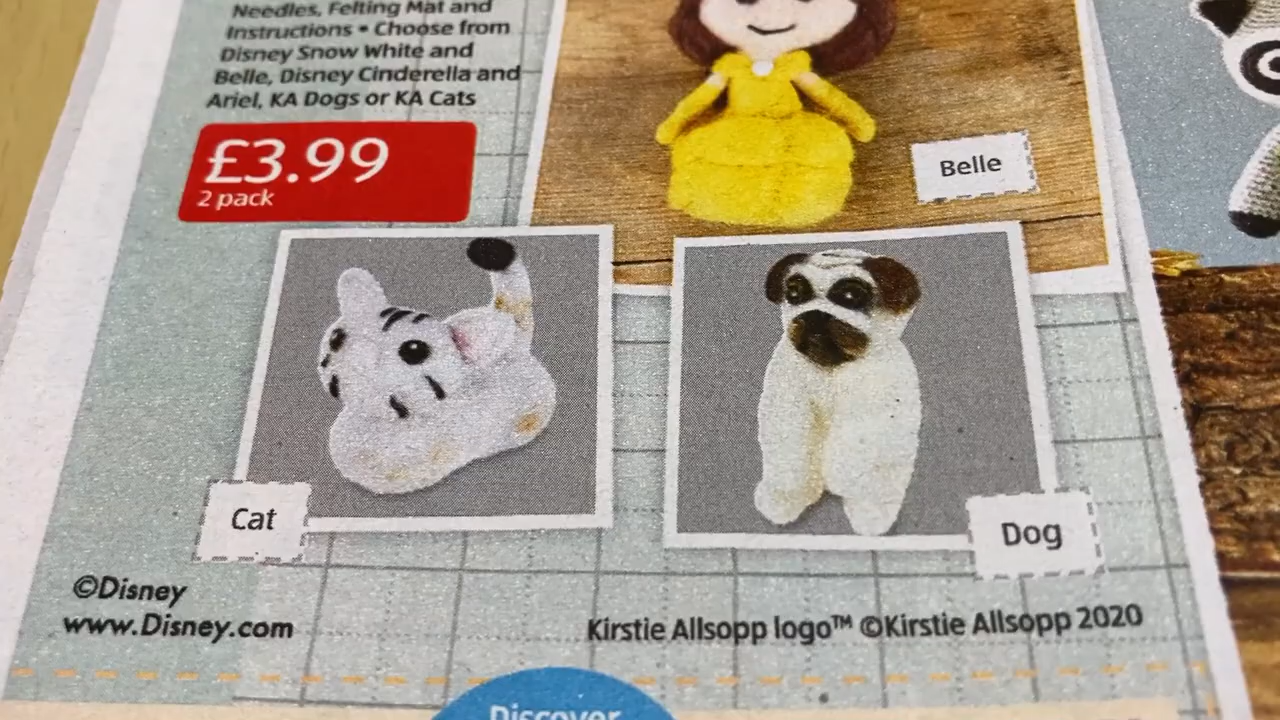 Needles, Felting Mat and
Instructions • Choose from
Disney Snow White and
Belle, Disney Cinderella and
Ariel, KA Dogs or KA Cats
£3.99
2 pack
Belle
Cat
Dog
©Disney
www.Disney.com
Kirstie Allsopp logo™ ©Kirstie Allsopp 2020
Discover